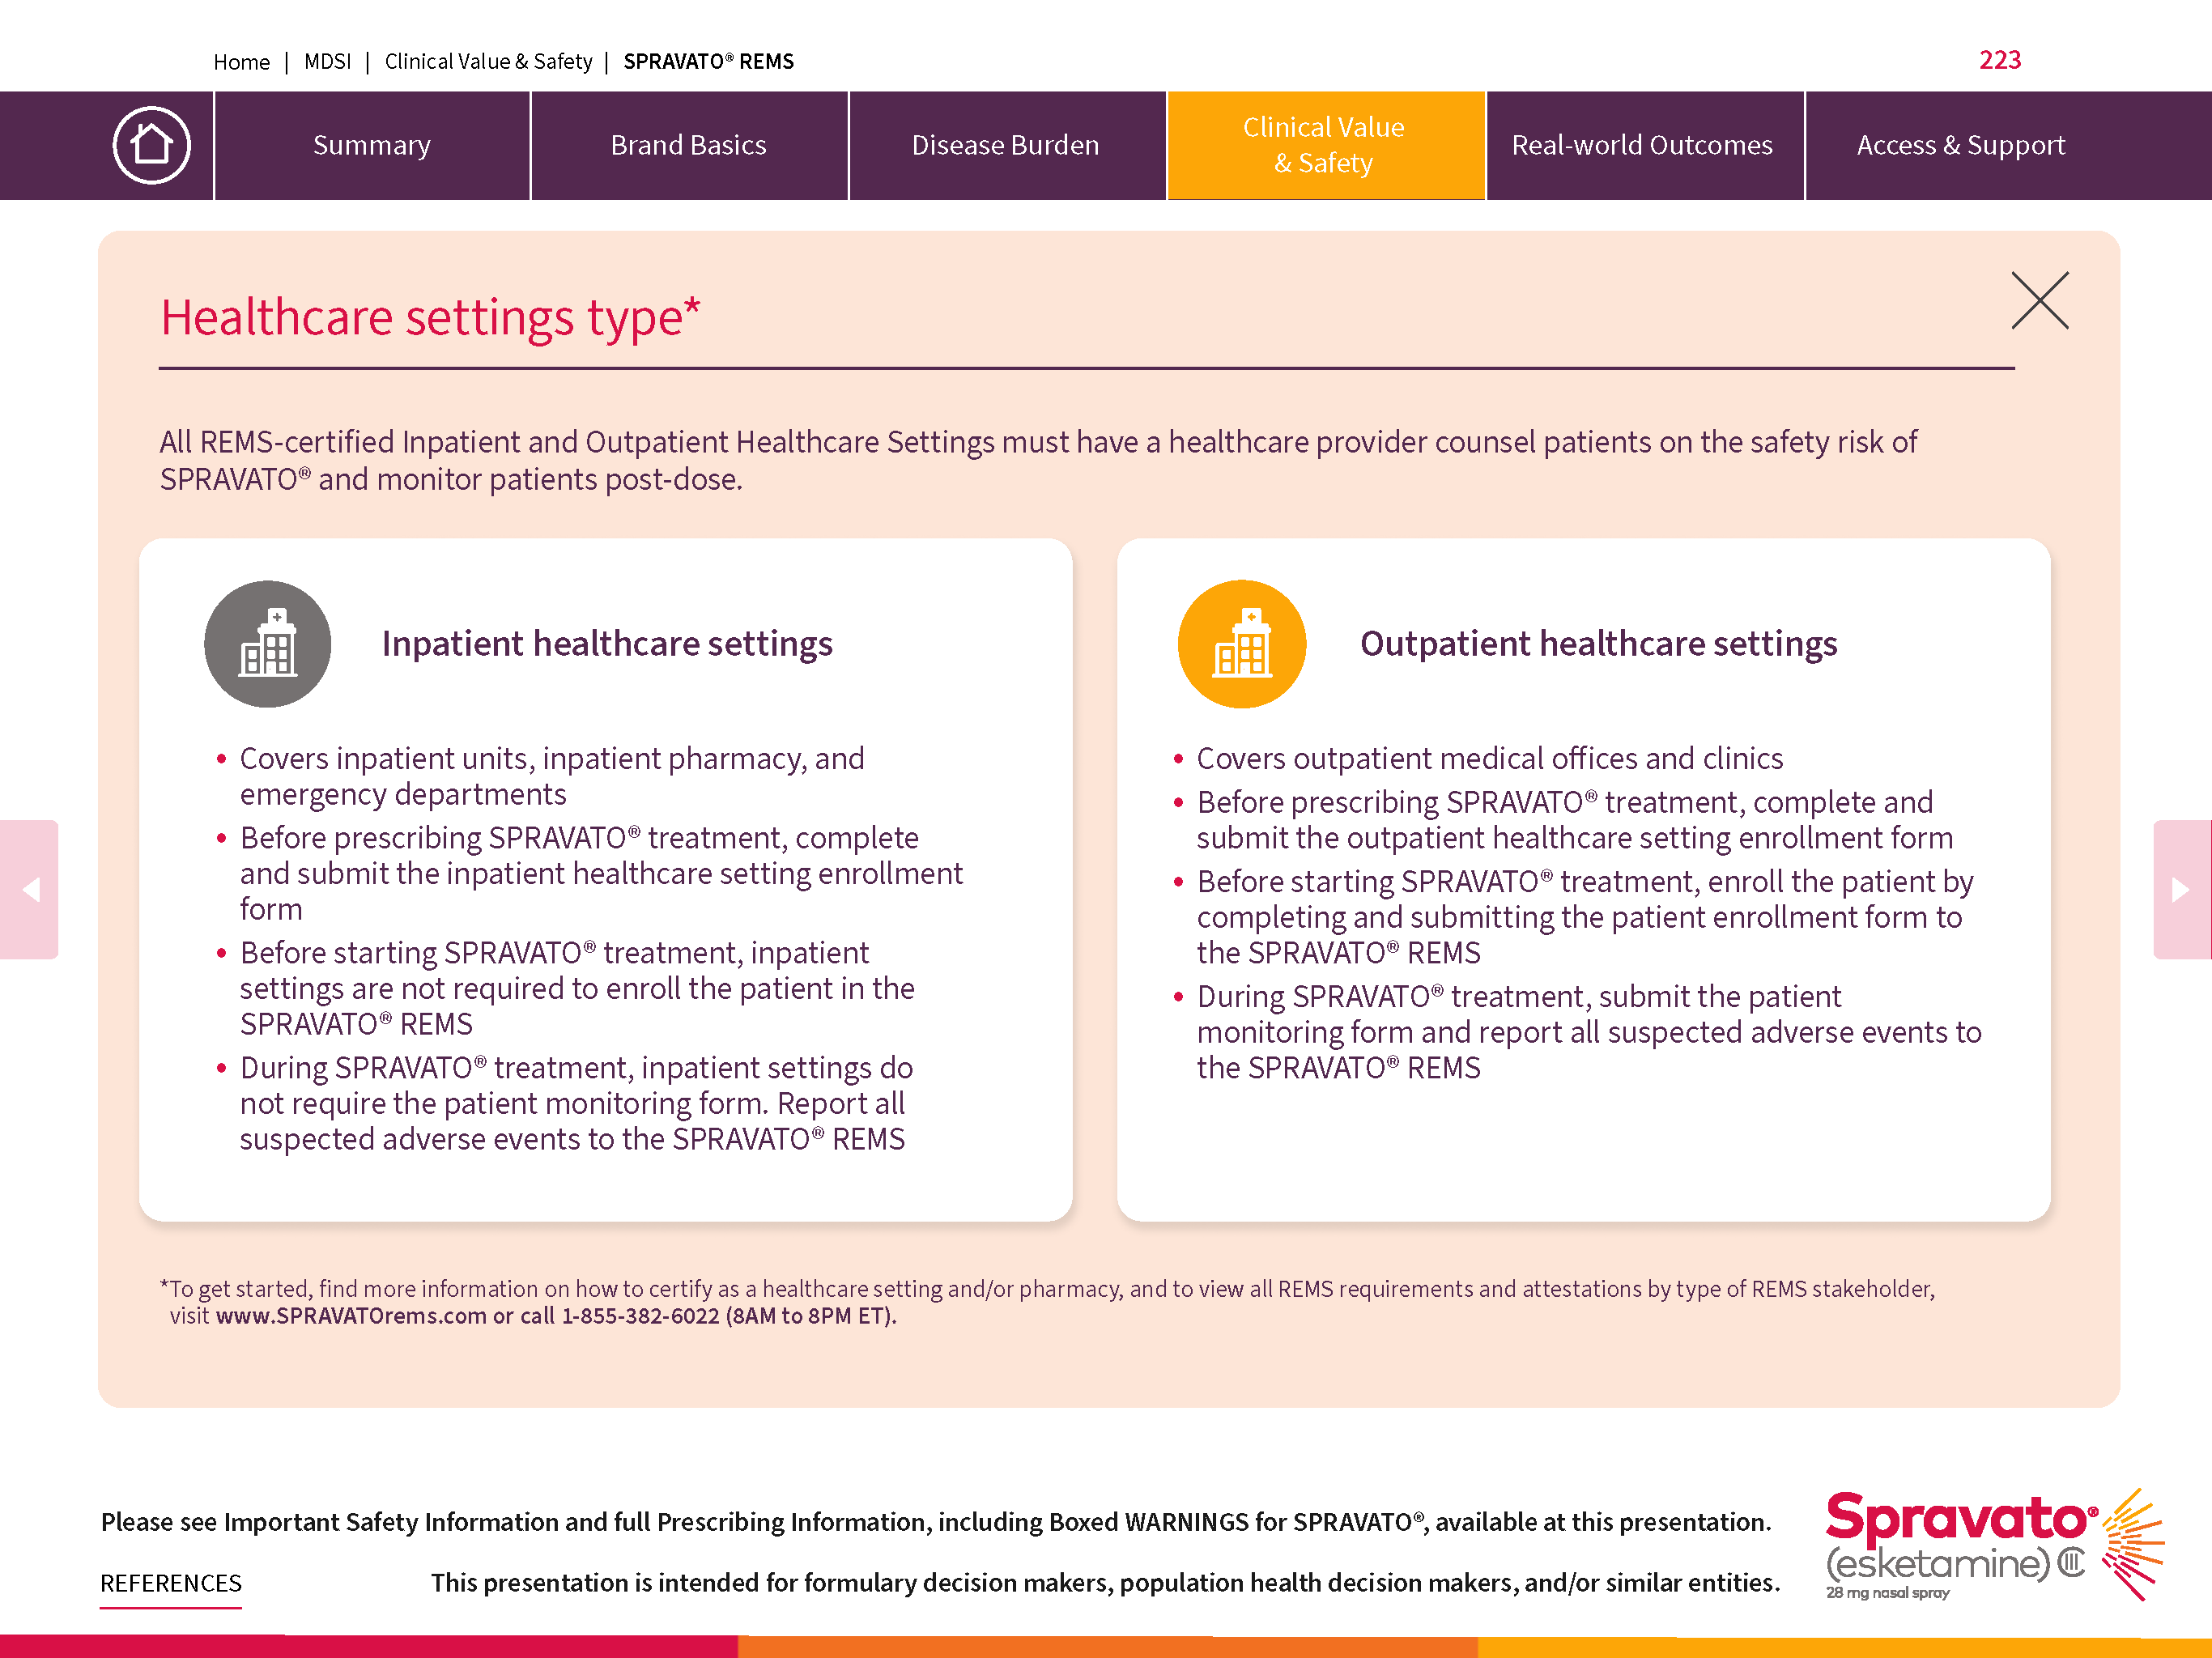 Home | MDSI | Clinical Value & Safety | SPRAVATO® REMS
223
Summary
Brand Basics
Disease Burden
Clinical Value
& Safety
Real-world Outcomes
Access & Support
Healthcare settings type*
All REMS-certified Inpatient and Outpatient Healthcare Settings must have a healthcare provider counsel patients on the safety risk of
SPRAVATO® and monitor patients post-dose.
Inpatient healthcare settings
• Covers inpatient units, inpatient pharmacy, and
emergency departments
• Before prescribing SPRAVATO® treatment, complete
and submit the inpatient healthcare setting enrollment
form
• Before starting SPRAVATO® treatment, inpatient
settings are not required to enroll the patient in the
SPRAVATO® REMS
• During SPRAVATO® treatment, inpatient settings do
not require the patient monitoring form. Report all
suspected adverse events to the SPRAVATO® REMS
Outpatient healthcare settings
• Covers outpatient medical offices and clinics
• Before prescribing SPRAVATO® treatment, complete and
submit the outpatient healthcare setting enrollment form
• Before starting SPRAVATO® treatment, enroll the patient by
completing and submitting the patient enrollment form to
the SPRAVATO® REMS
• During SPRAVATO® treatment, submit the patient
monitoring form and report all suspected adverse events to
the SPRAVATO® REMS
*To get started, find more information on how to certify as a healthcare setting and/or pharmacy, and to view all REMS requirements and attestations by type of REMS stakeholder,
visit www.SPRAVATOrems.com or call 1-855-382-6022 (8AM to 8PM ET).
Please see Important Safety Information and full Prescribing Information, including Boxed WARNINGS for SPRAVATO®, available at this presentation.
REFERENCES
This presentation is intended for formulary decision makers, population health decision makers, and/or similar entities.
Spravato®
(esketamine) CIII
28 mg nasal spray